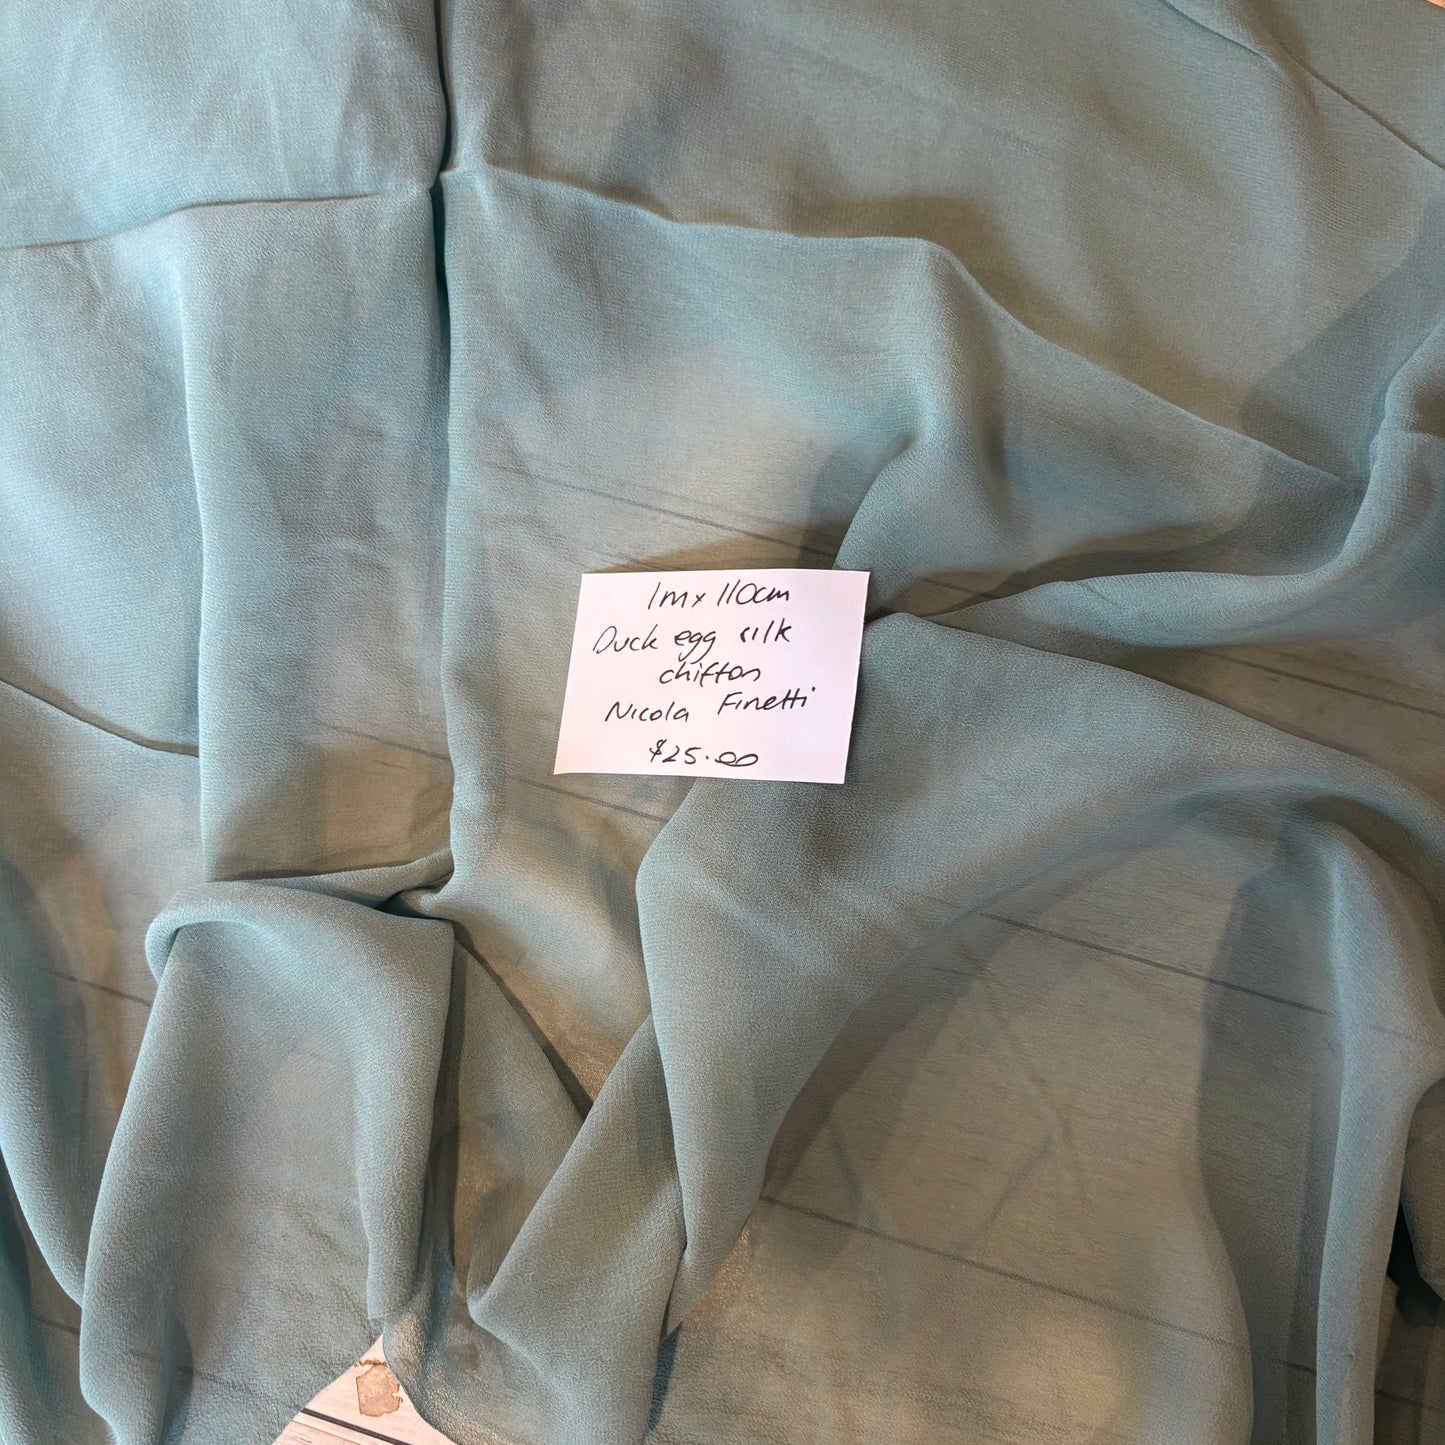 1m x 110cm
Duck egg silk
chiffon
Nicola Finetti
$25.00